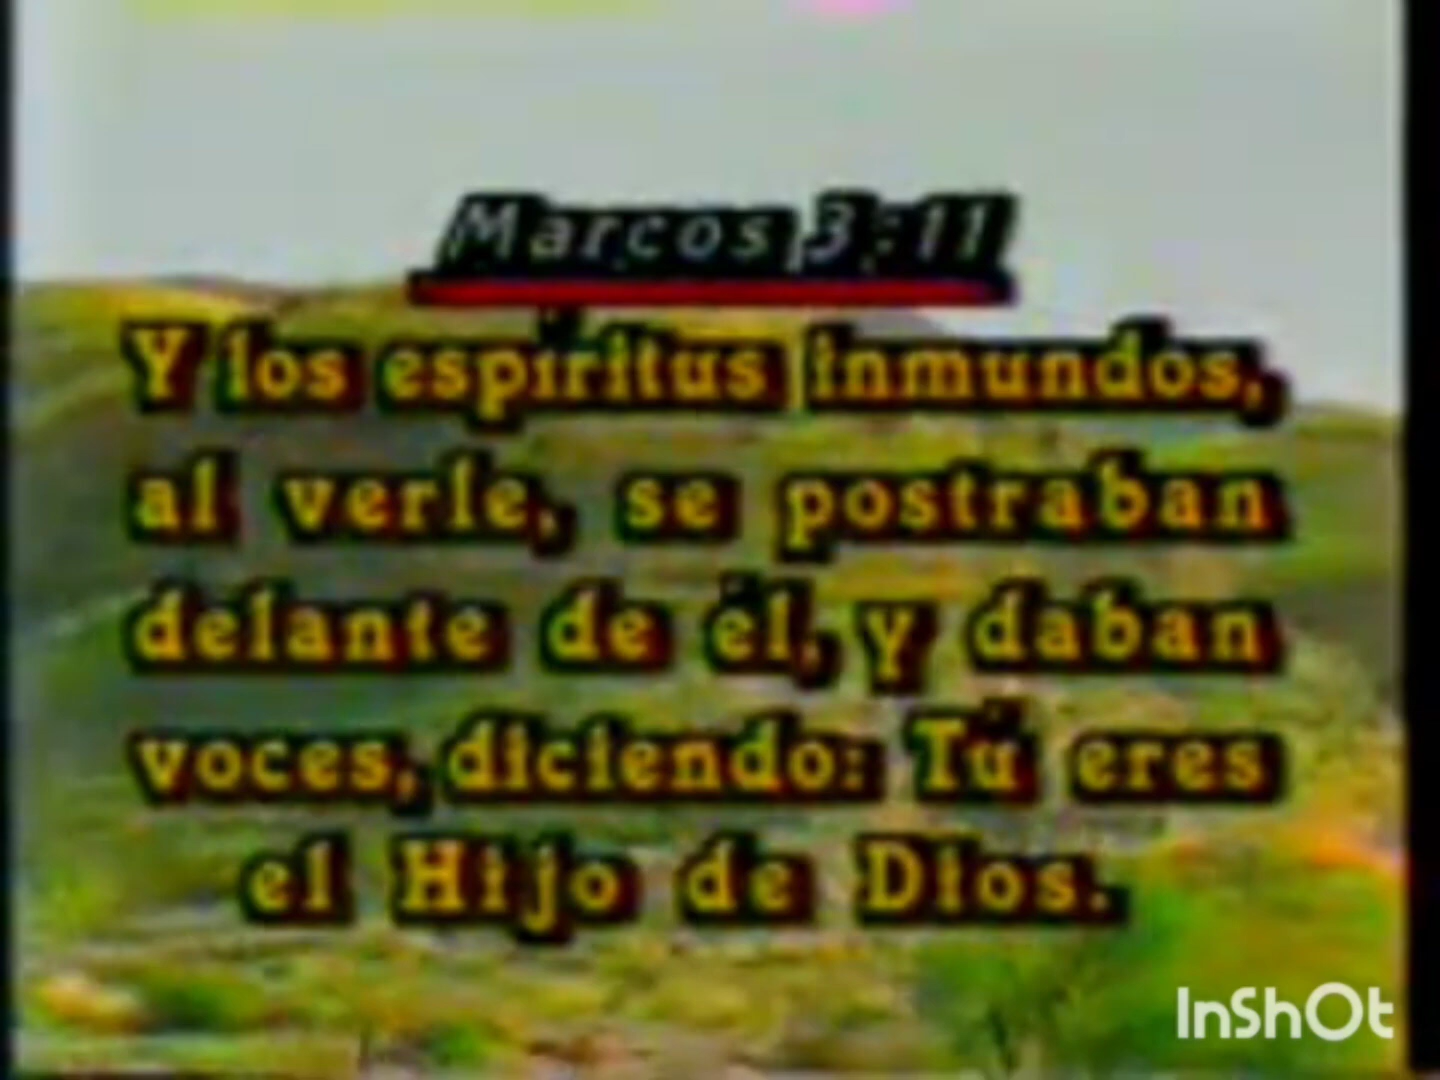 Marcos 3:11
Y los espíritus inmundos,
al verle, se postraban
delante de él, y daban
voces, diciendo: Tú eres
el Hijo de Dios.
InShOt